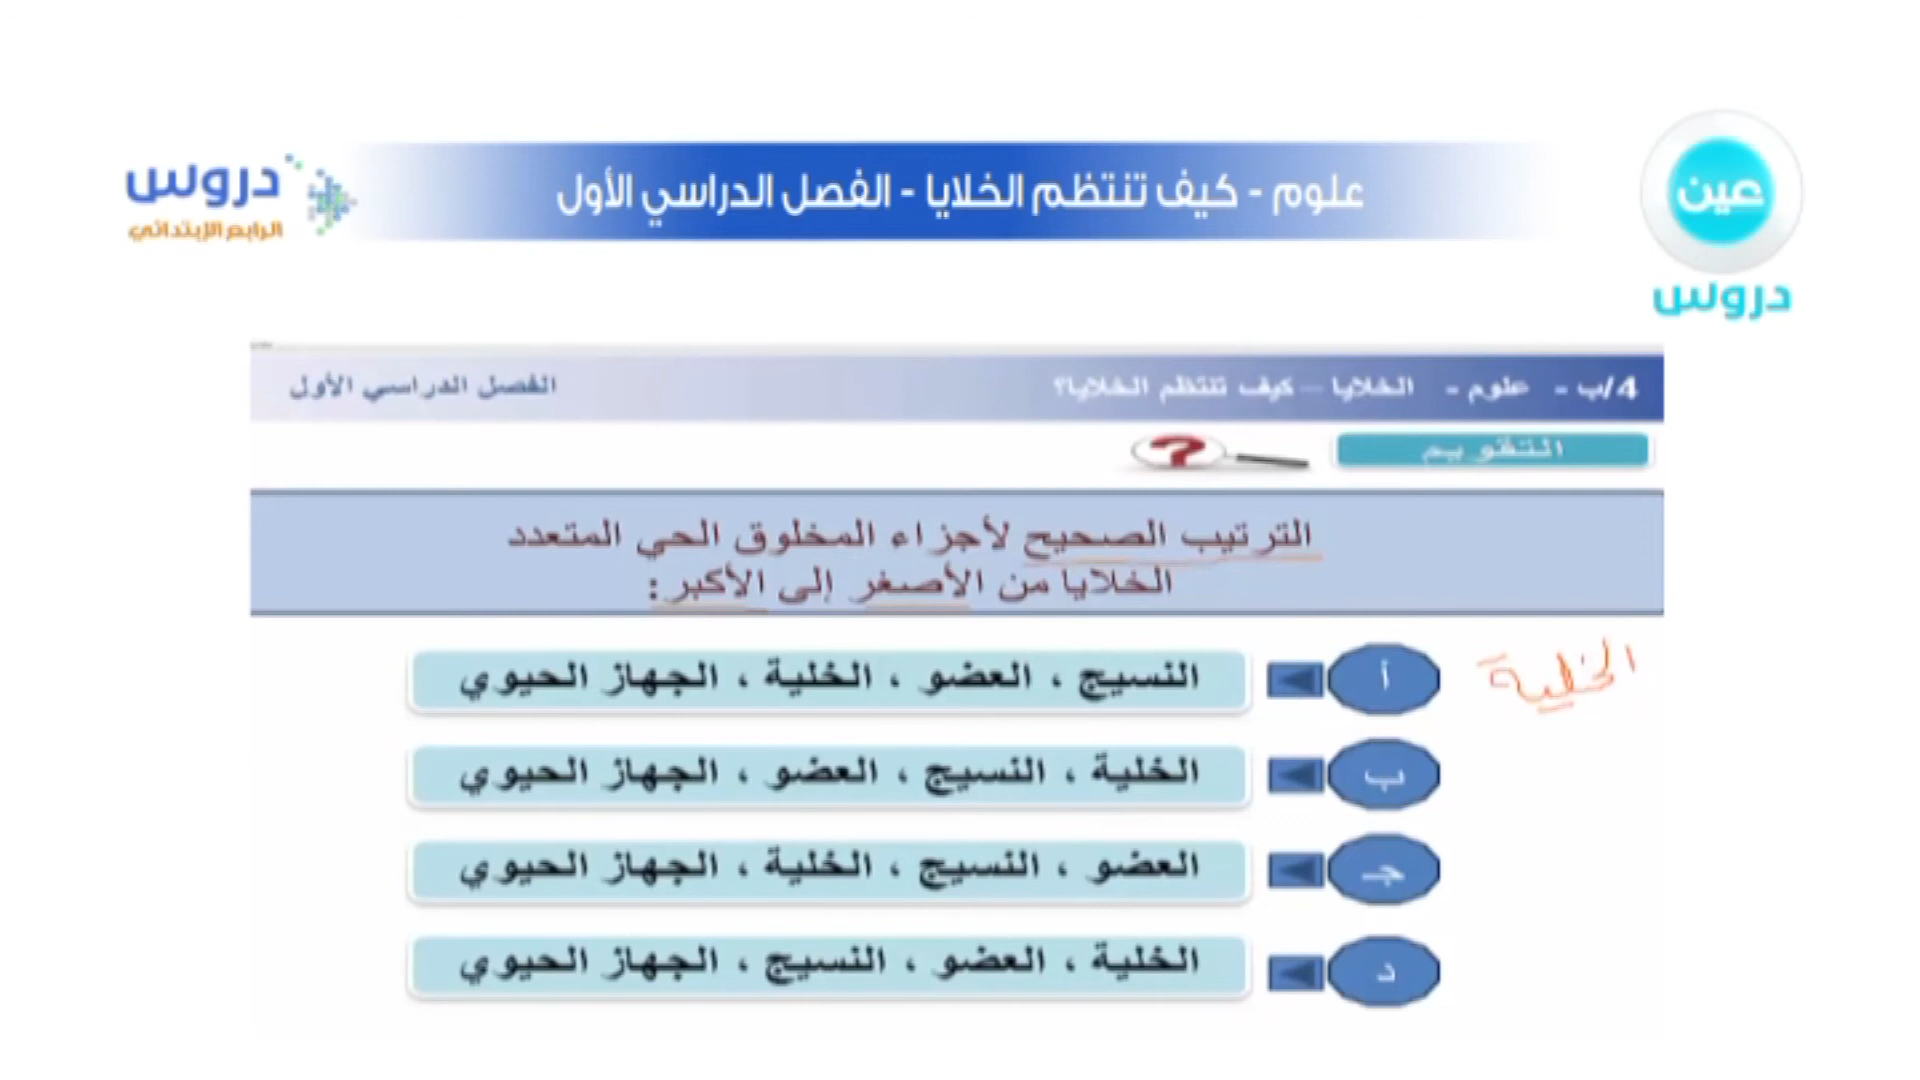 علوم - كيف تنتظم الخلايا - الفصل الدراسي الأول
دروس
الرابع الإبتدائي
عين
دروس
4/ب - علوم - الخلايا – كيف تنتظم الخلايا؟
الفصل الدراسي الأول
التقويم
?
الترتيب الصحيح لأجزاء المخلوق الحي المتعدد
الخلايا من الأصغر إلى الأكبر:
أ النسيج ، العضو ، الخلية ، الجهاز الحيوي
الخلية
ب الخلية ، النسيج ، العضو ، الجهاز الحيوي
جـ العضو ، النسيج ، الخلية ، الجهاز الحيوي
د الخلية ، العضو ، النسيج ، الجهاز الحيوي